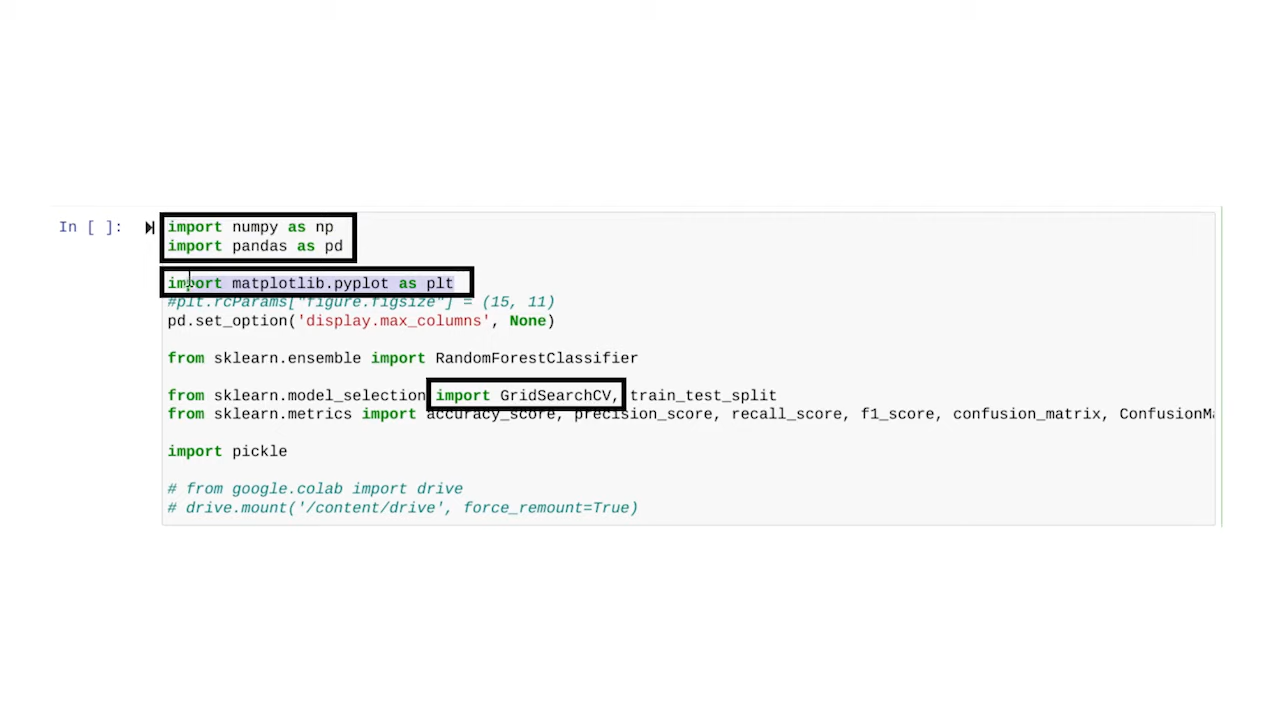 In [ ]:
import numpy as np
import pandas as pd
import matplotlib.pyplot as plt
#plt.rcParams["figure.figsize"] = (15, 11)
pd.set_option('display.max_columns', None)
from sklearn.ensemble import RandomForestClassifier
from sklearn.model_selection import GridSearchCV, train_test_split
from sklearn.metrics import accuracy_score, precision_score, recall_score, f1_score, confusion_matrix, ConfusionMa
import pickle
# from google.colab import drive
# drive.mount('/content/drive', force_remount=True)